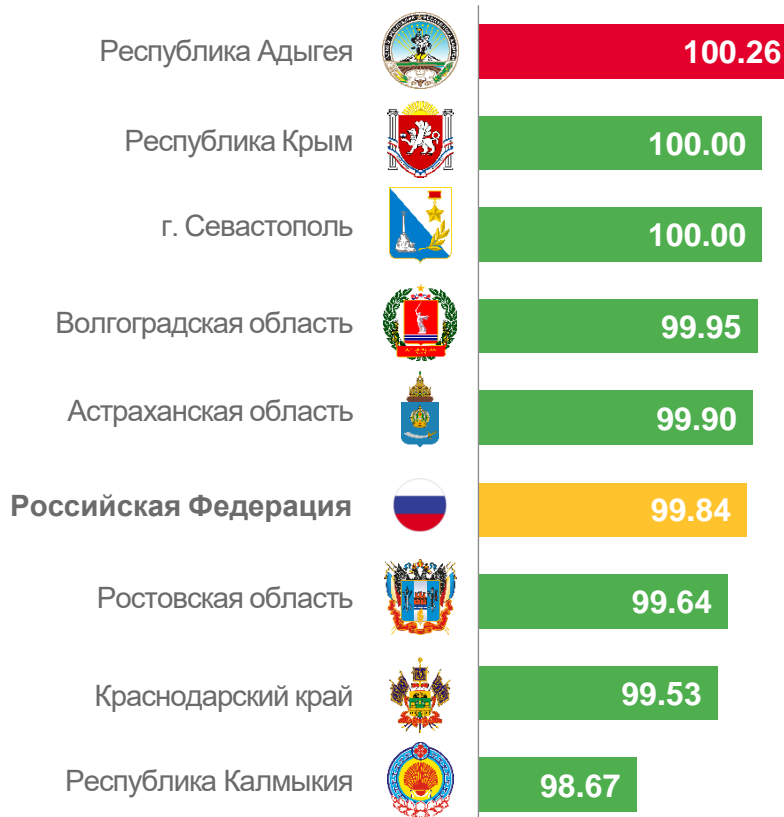 Республика Адыгея 100.26
Республика Крым 100.00
г. Севастополь 100.00
Волгоградская область 99.95
Астраханская область 99.90
Российская Федерация 99.84
Ростовская область 99.64
Краснодарский край 99.53
Республика Калмыкия 98.67